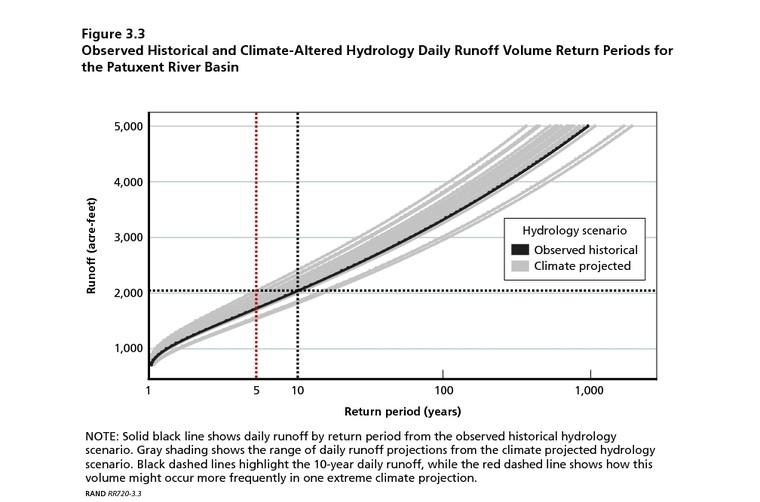 Figure 3.3
Observed Historical and Climate-Altered Hydrology Daily Runoff Volume Return Periods for
the Patuxent River Basin
5,000
4,000
3,000
2,000
1,000
Runoff (acre-feet)
Hydrology scenario
Observed historical
Climate projected
1
5
10
100
1,000
Return period (years)
NOTE: Solid black line shows daily runoff by return period from the observed historical hydrology
scenario. Gray shading shows the range of daily runoff projections from the climate projected hydrology
scenario. Black dashed lines highlight the 10-year daily runoff, while the red dashed line shows how this
volume might occur more frequently in one extreme climate projection.
RAND RR720-3.3